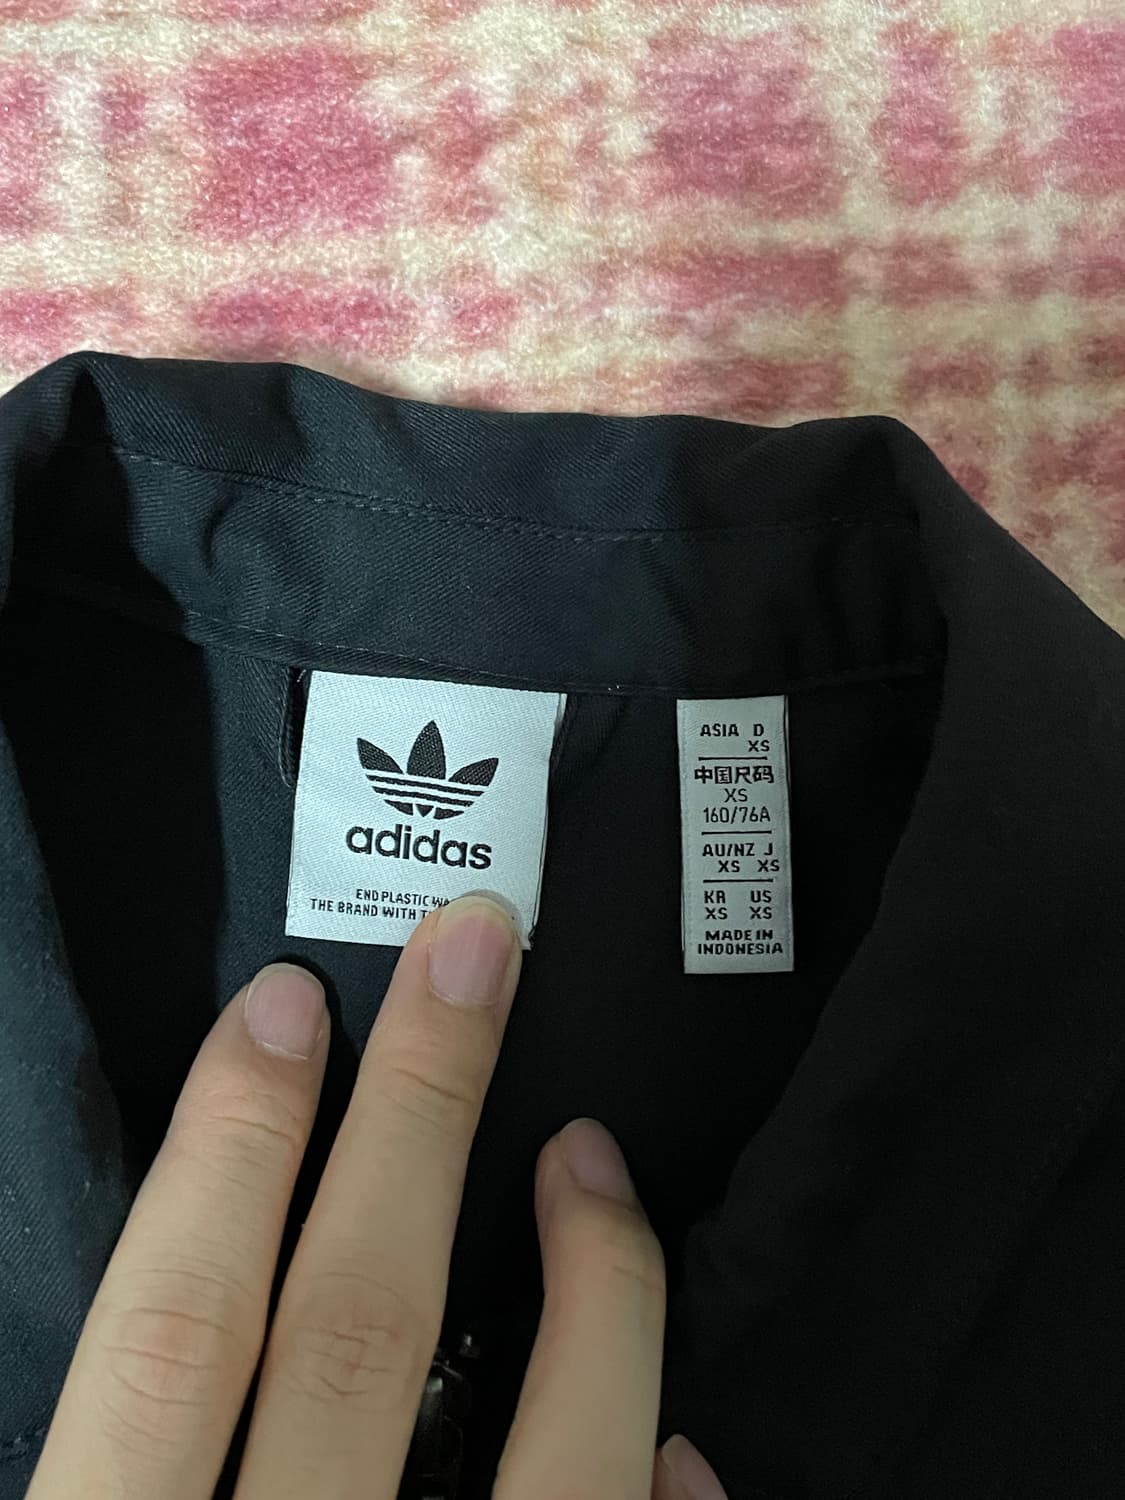 adidas
END PLASTIC
THE BRAND WITH
ASIA D
XS
中国尺码
XS
160/76A
AU/NZ J
XS XS
KR US
XS XS
MADE IN
INDONESIA